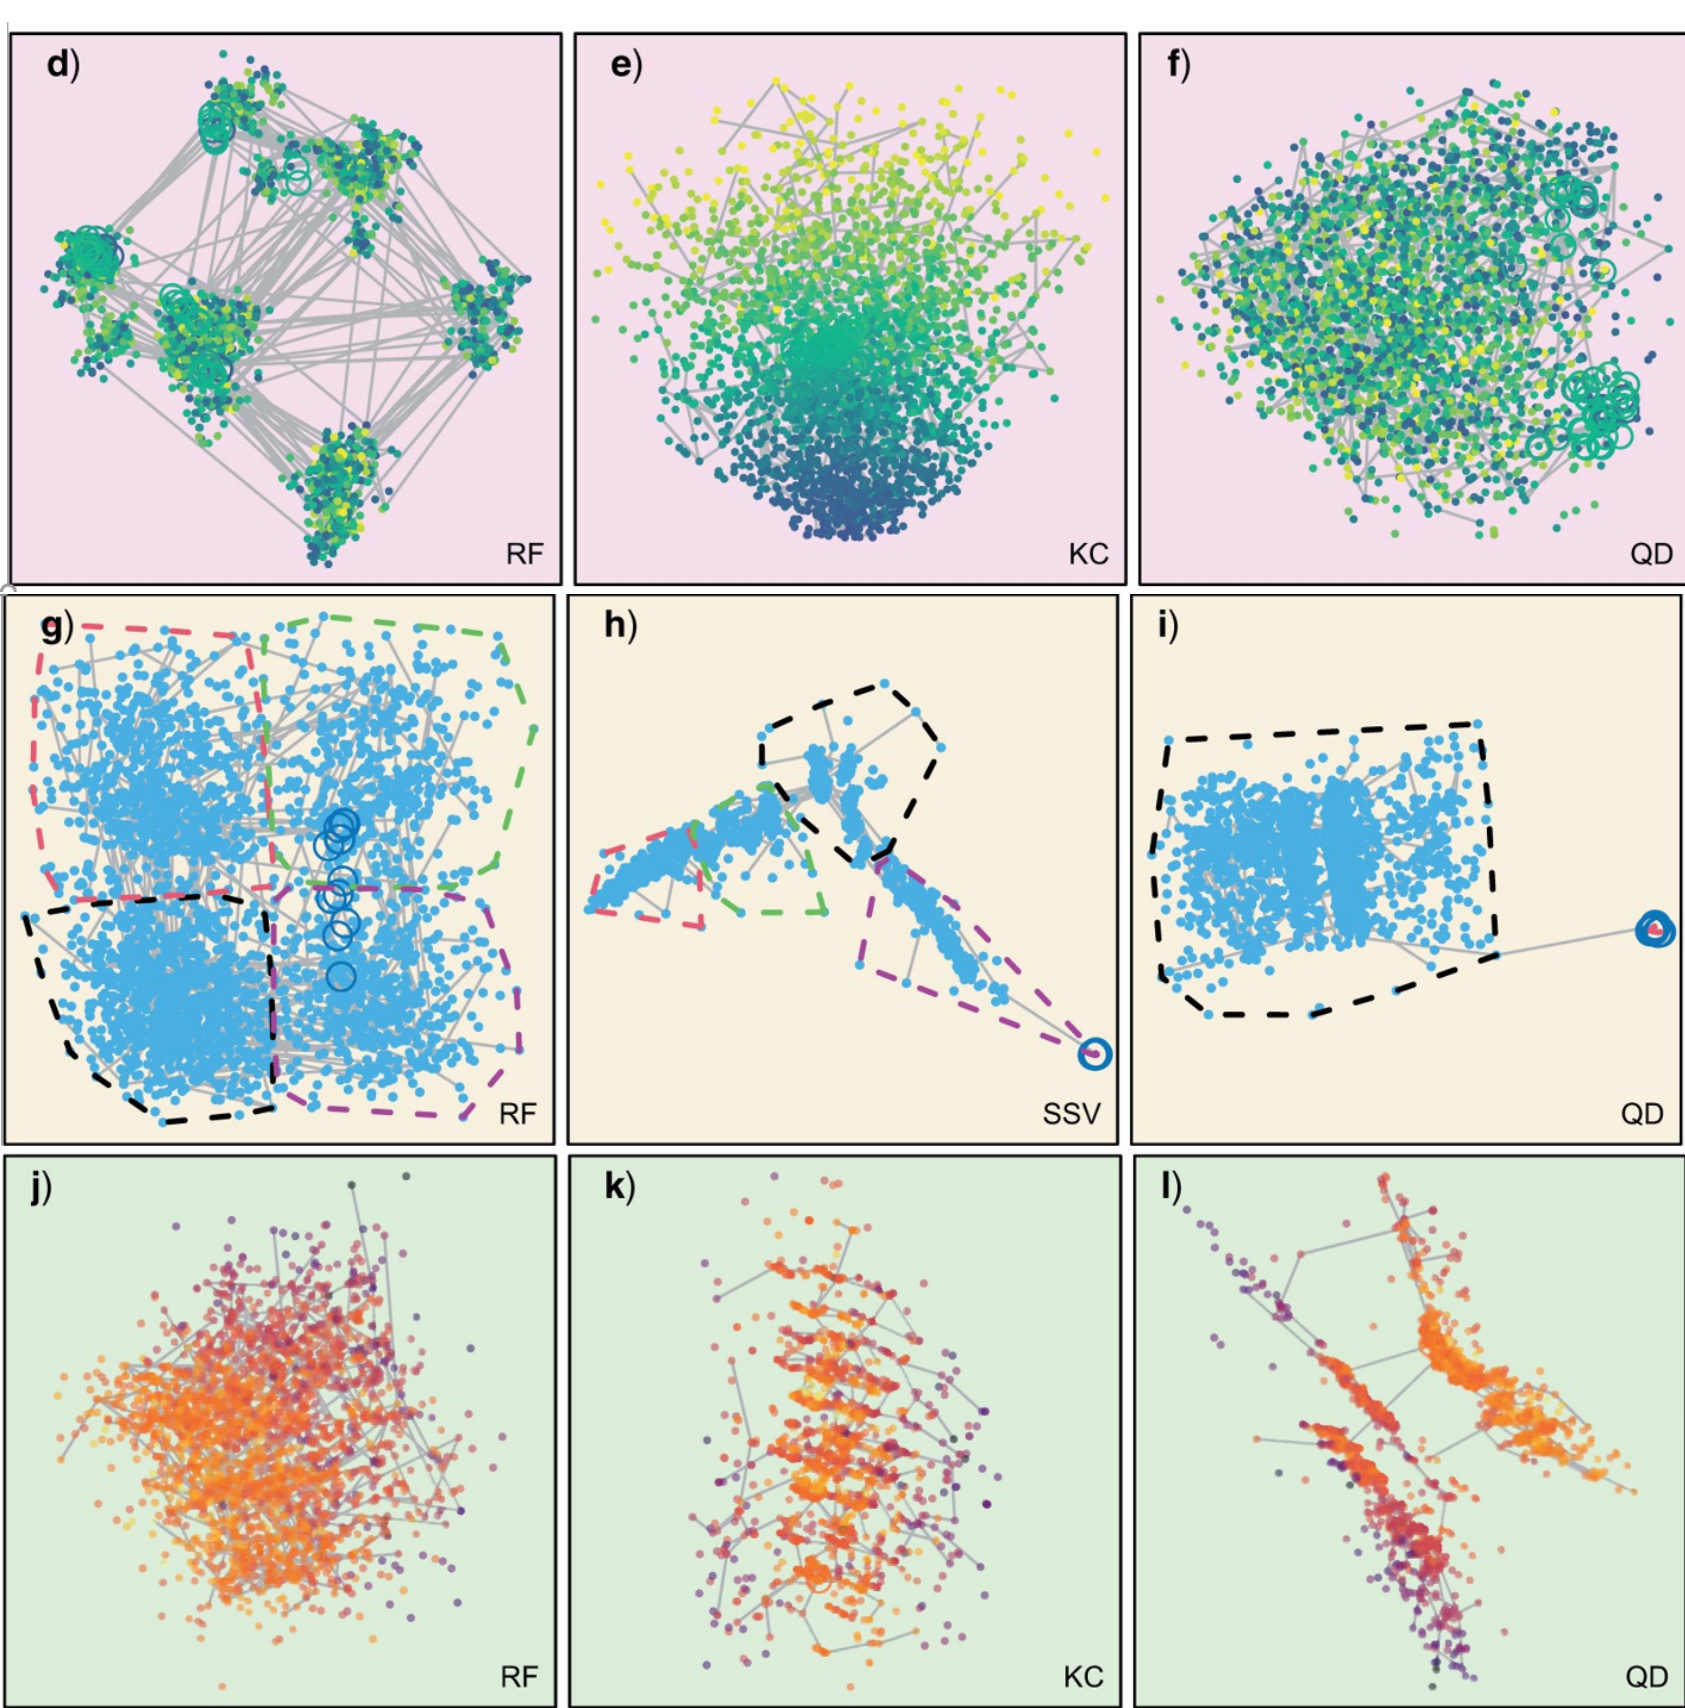 d) e) f)
RF KC QD
g) h) i)
RF SSV QD
j) k) l)
RF KC QD